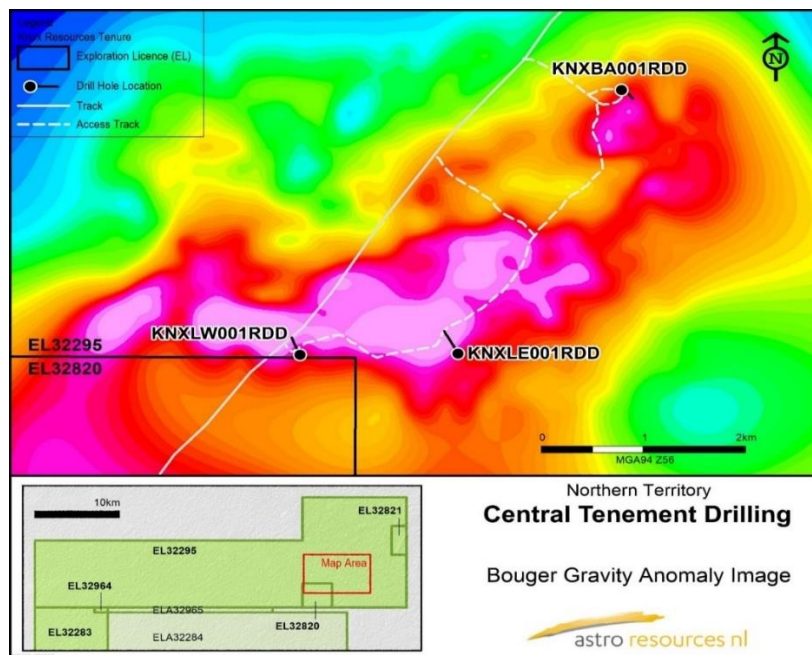 Legend
Knox Resources Tenure
Exploration Licence (EL)
Drill Hole Location
Track
Access Track
KNXBA001RDD
N
KNXLW001RDD
KNXLE001RDD
EL32295
EL32820
0 1 2km
MGA94 Z56
10km
EL32821
EL32295
Map Area
EL32964
ELA32965
EL32820
EL32283
ELA32284
Northern Territory
Central Tenement Drilling
Bouger Gravity Anomaly Image
astro resources nl